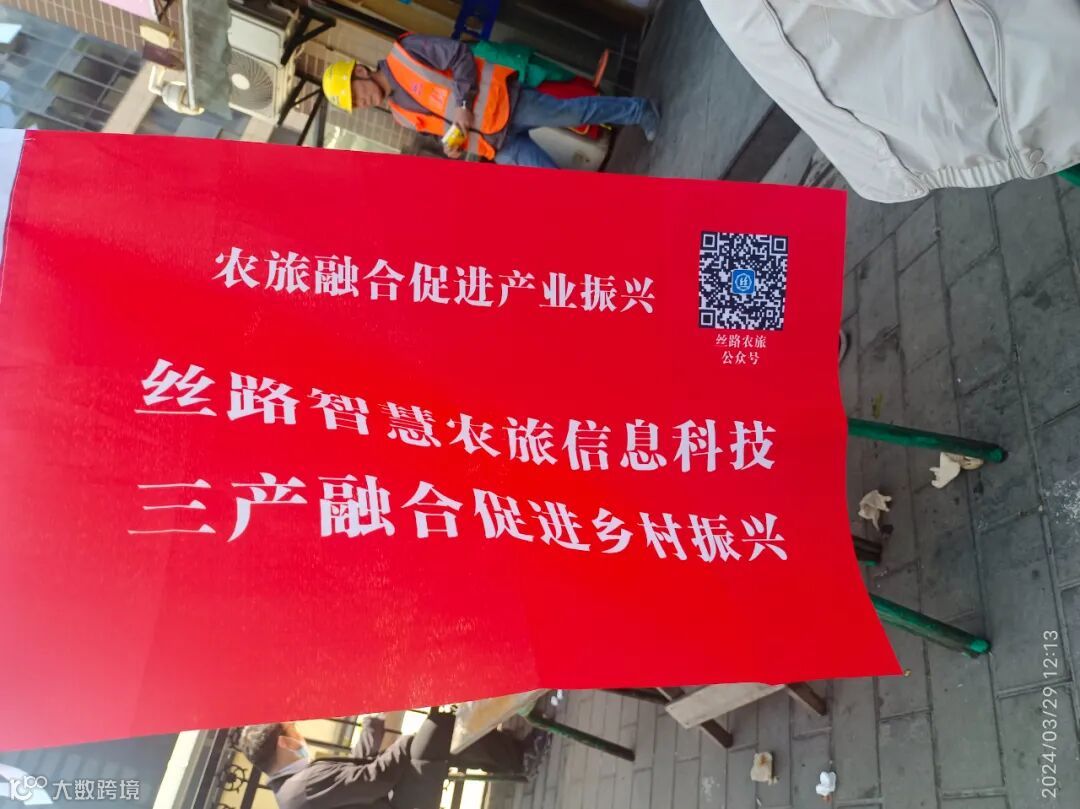 农旅融合促进产业振兴
丝路农旅
公众号
丝路智慧农旅信息科技
三产融合促进乡村振兴
2024/03/29 12:13
大数跨境